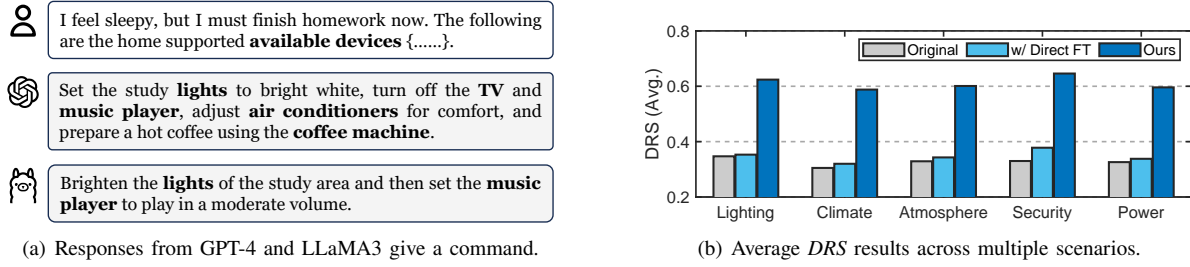 I feel sleepy, but I must finish homework now. The following
are the home supported available devices {......}.
Set the study lights to bright white, turn off the TV and
music player, adjust air conditioners for comfort, and
prepare a hot coffee using the coffee machine.
Brighten the lights of the study area and then set the music
player to play in a moderate volume.
(a) Responses from GPT-4 and LLaMA3 give a command.
0.8
0.6
0.4
0.2
DRS (Avg.)
Original
w/ Direct FT
Ours
Lighting
Climate
Atmosphere
Security
Power
(b) Average DRS results across multiple scenarios.